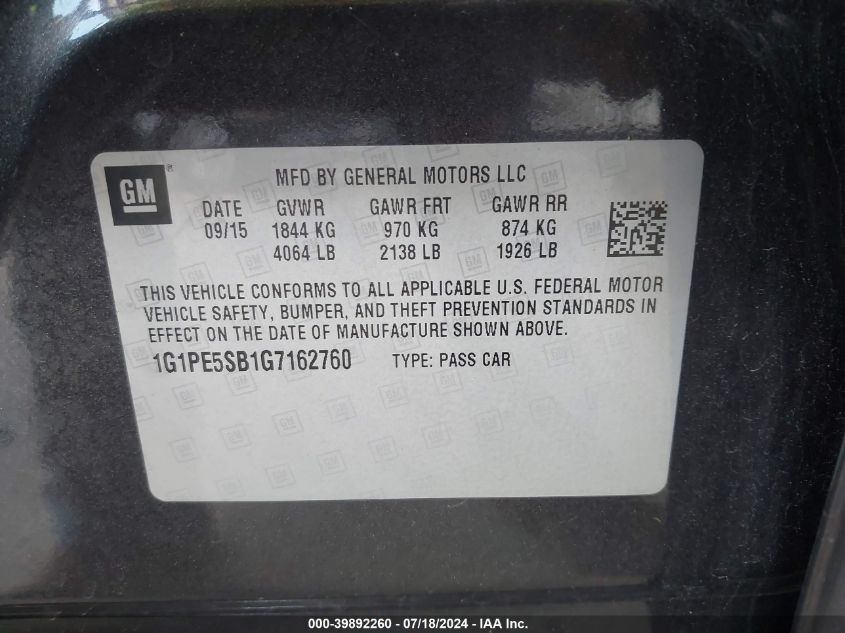 GM ®
MFD BY GENERAL MOTORS LLC
DATE GVWR GAWR FRT GAWR RR
09/15 1844 KG 970 KG 874 KG
4064 LB 2138 LB 1926 LB
THIS VEHICLE CONFORMS TO ALL APPLICABLE U.S. FEDERAL MOTOR
VEHICLE SAFETY, BUMPER, AND THEFT PREVENTION STANDARDS IN
EFFECT ON THE DATE OF MANUFACTURE SHOWN ABOVE.
1G1PE5SB1G7162760 TYPE: PASS CAR
000-39892260 - 07/18/2024 - IAA Inc.